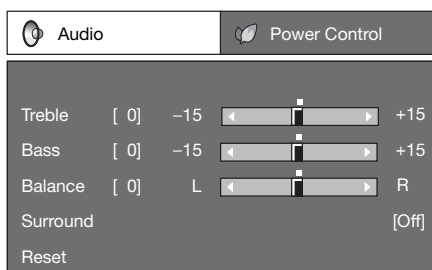 Audio Power Control
Treble [ 0] –15 +15
Bass [ 0] –15 +15
Balance [ 0] L R
Surround [Off]
Reset